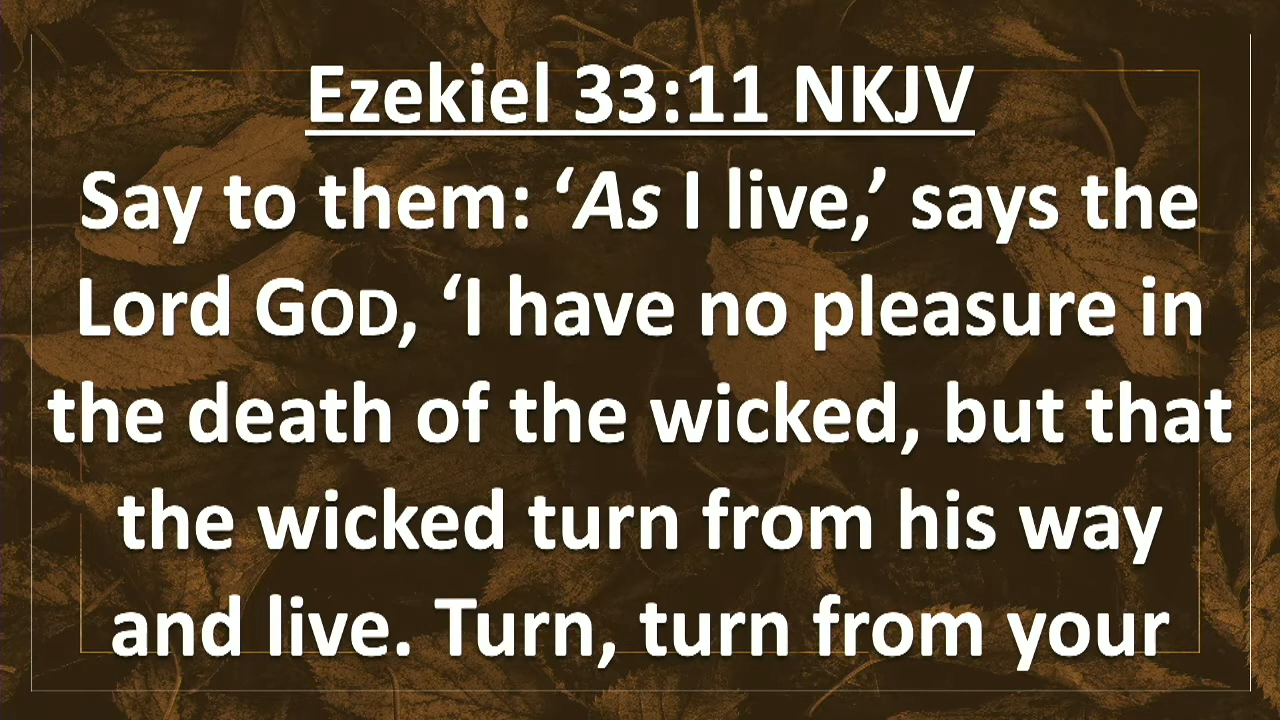 Ezekiel 33:11 NKJV
Say to them: ‘As I live,’ says the
Lord GOD, ‘I have no pleasure in
the death of the wicked, but that
the wicked turn from his way
and live. Turn, turn from your